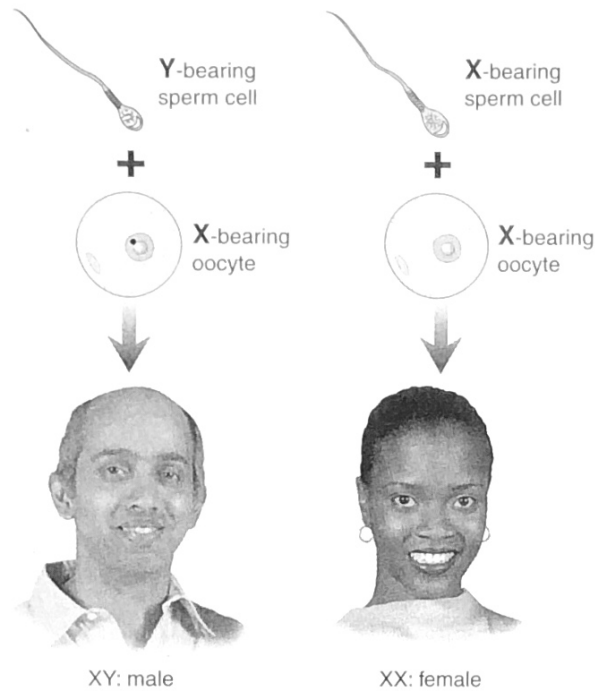 Y-bearing
sperm cell
X-bearing
sperm cell
+
+
X-bearing
oocyte
X-bearing
oocyte
XY: male
XX: female